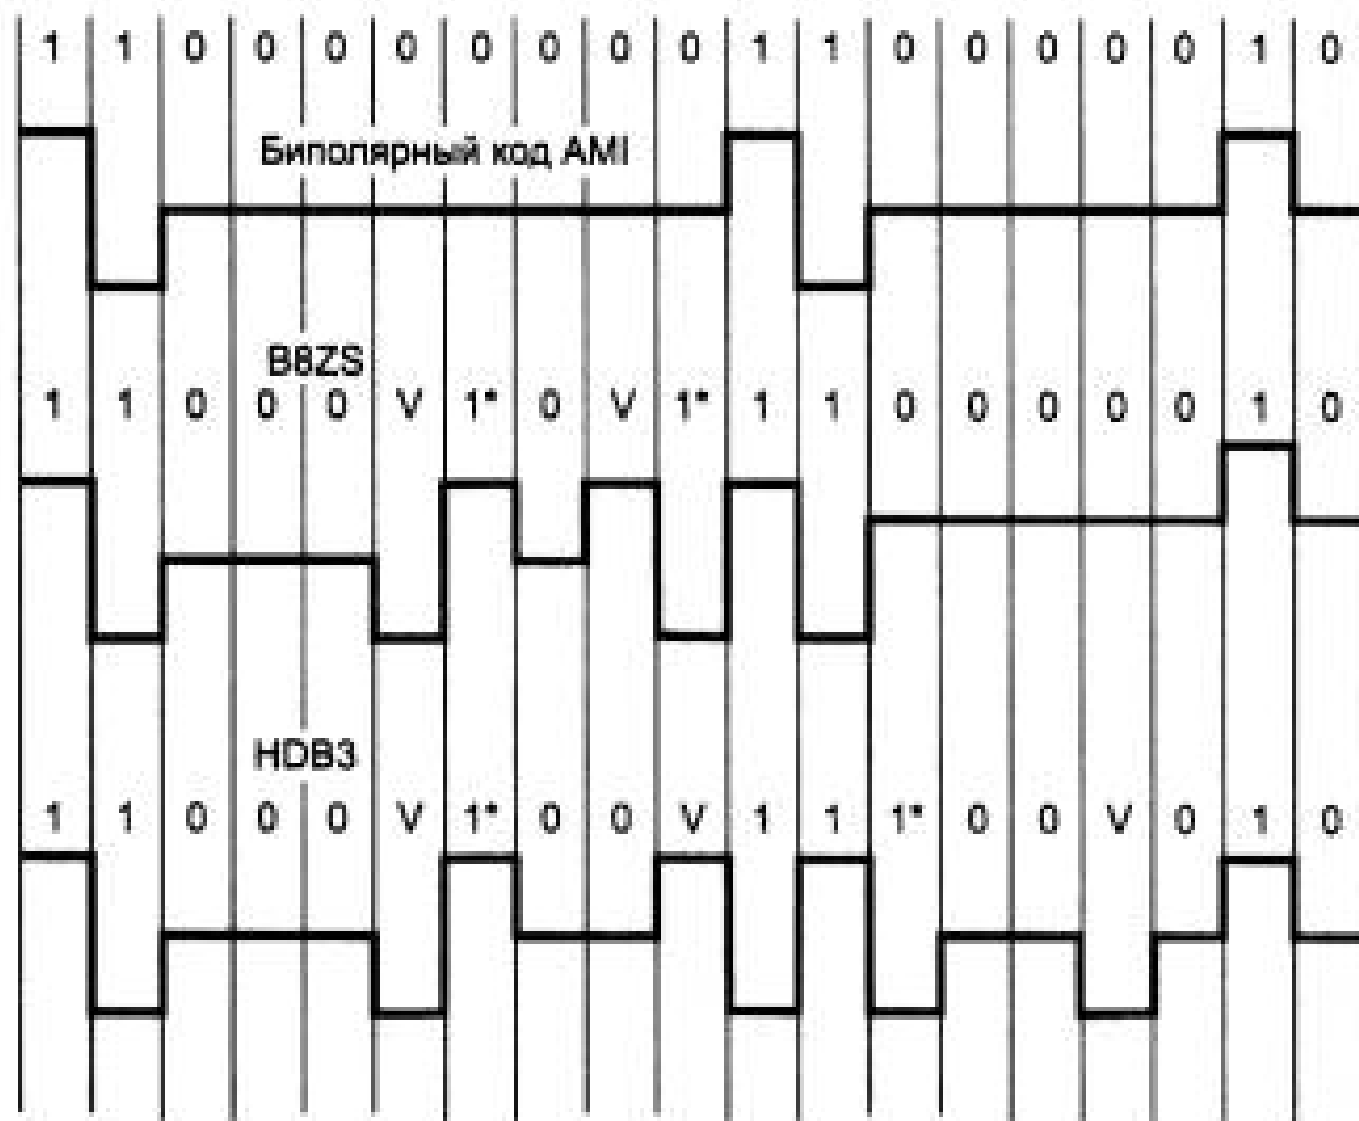 1 1 0 0 0 0 0 0 0 0 1 1 0 0 0 0 0 1 0
Биполярный код AMI
B8ZS
1 1 0 0 0 V 1* 0 V 1* 1 1 0 0 0 0 0 1 0
HDB3
1 1 0 0 0 V 1* 0 0 V 1 1 1* 0 0 V 0 1 0